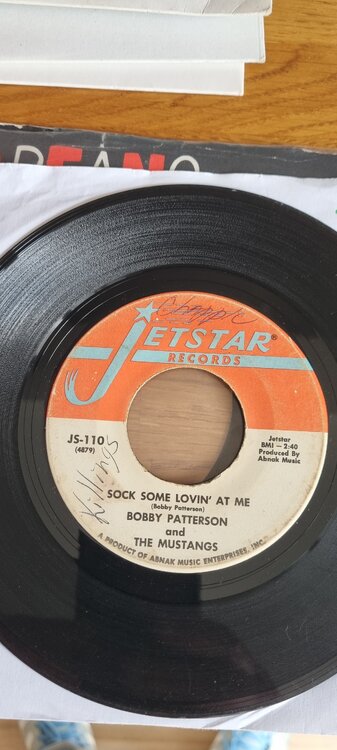 JETSTAR®
RECORDS
JS-110
(4879)
Jetstar
BMI — 2:40
Produced By
Abnak Music
Killings
SOCK SOME LOVIN' AT ME
(Bobby Patterson)
BOBBY PATTERSON
and
THE MUSTANGS
A PRODUCT OF ABNAK MUSIC ENTERPRISES, INC.